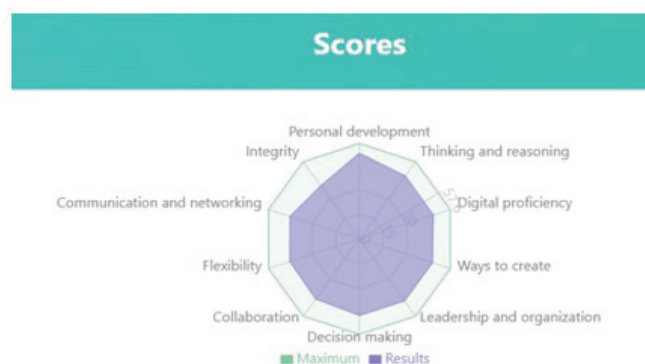 Scores
Personal development
Integrity
Thinking and reasoning
Communication and networking
Digital proficiency
Flexibility
Ways to create
Collaboration
Leadership and organization
Decision making
Maximum
Results